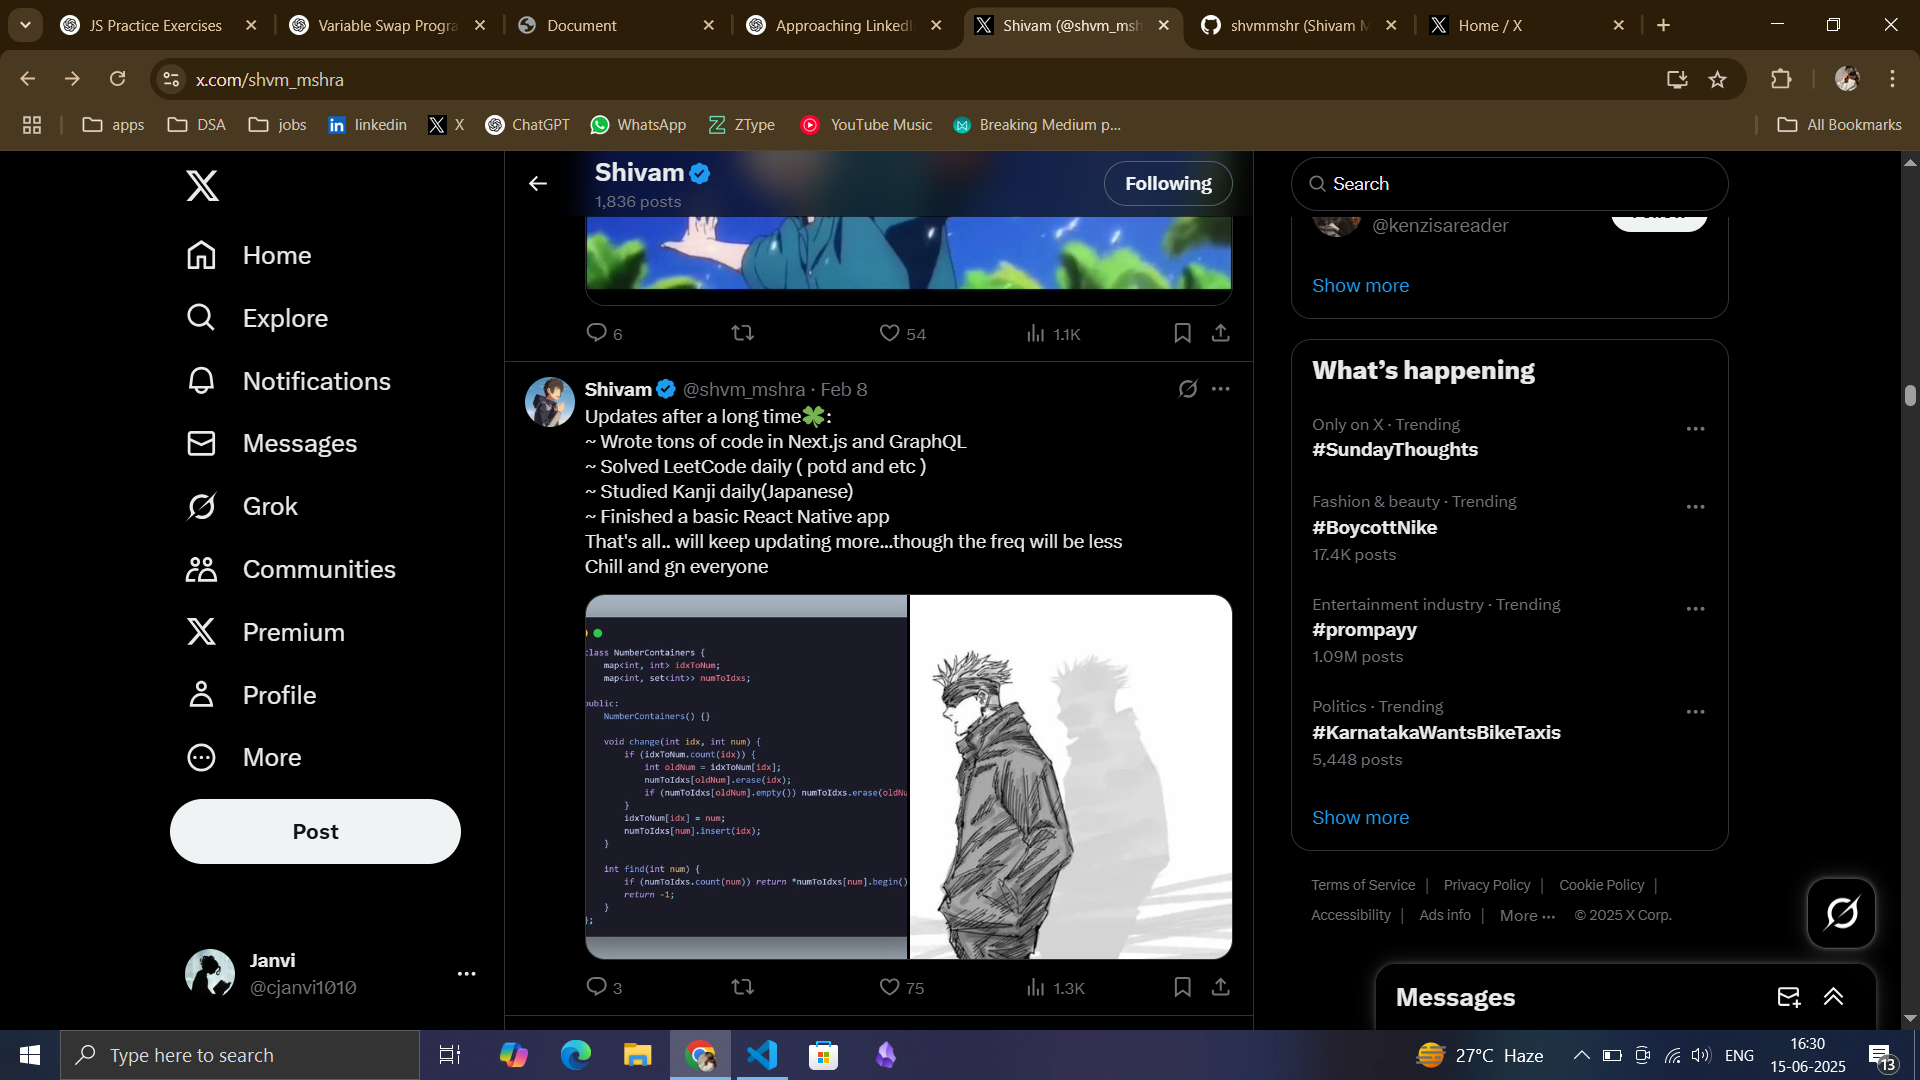 JS Practice Exercises
Variable Swap Progra
Document
Approaching LinkedI
Shivam (@shvm_msh
shvmmshr (Shivam M
Home / X
x.com/shvm_mshra
apps
DSA
jobs
linkedin
X
ChatGPT
WhatsApp
ZType
YouTube Music
Breaking Medium p...
All Bookmarks
Home
Explore
Notifications
Messages
Grok
Communities
Premium
Profile
More
Post
Janvi
@cjanvi1010
Shivam
1,836 posts
Following
6
54
1.1K
Shivam @shvm_mshra · Feb 8
Updates after a long time🍀:
~ Wrote tons of code in Next.js and GraphQL
~ Solved LeetCode daily ( potd and etc )
~ Studied Kanji daily(Japanese)
~ Finished a basic React Native app
That's all.. will keep updating more...though the freq will be less
Chill and gn everyone
class NumberContainers {
map<int, int> idxToNum;
map<int, set<int>> numToIdxs;
public:
NumberContainers() {}
void change(int idx, int num) {
if (idxToNum.count(idx)) {
int oldNum = idxToNum[idx];
numToIdxs[oldNum].erase(idx);
if (numToIdxs[oldNum].empty()) numToIdxs.erase(oldNu
}
idxToNum[idx] = num;
numToIdxs[num].insert(idx);
}
int find(int num) {
if (numToIdxs.count(num)) return *numToIdxs[num].begin()
return -1;
}
};
3
75
1.3K
Search
@kenzisareader
Show more
What's happening
Only on X · Trending
#SundayThoughts
Fashion & beauty · Trending
#BoycottNike
17.4K posts
Entertainment industry · Trending
#prompayy
1.09M posts
Politics · Trending
#KarnatakaWantsBikeTaxis
5,448 posts
Show more
Terms of Service | Privacy Policy | Cookie Policy |
Accessibility | Ads info | More ··· © 2025 X Corp.
Messages
Type here to search
27°C Haze
ENG
16:30
15-06-2025
13